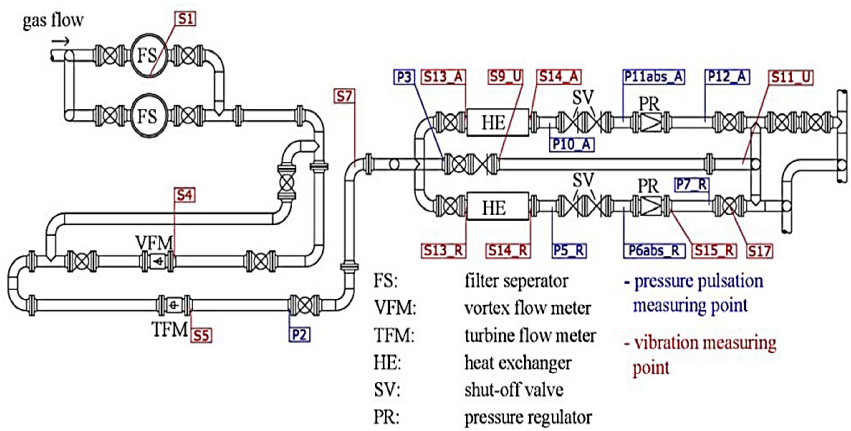 gas flow
S1
FS
FS
S7
P3
S13_A
S9_U
S14_A
SV
P11abs_A
PR
P12_A
S11_U
HE
P10_A
S4
VFM
SV
PR
P7_R
HE
S13_R
S14_R
P5_R
P6abs_R
S15_R
S17
TFM
S5
P2
FS: filter seperator
VFM: vortex flow meter
TFM: turbine flow meter
HE: heat exchanger
SV: shut-off valve
PR: pressure regulator
- pressure pulsation
measuring point
- vibration measuring
point